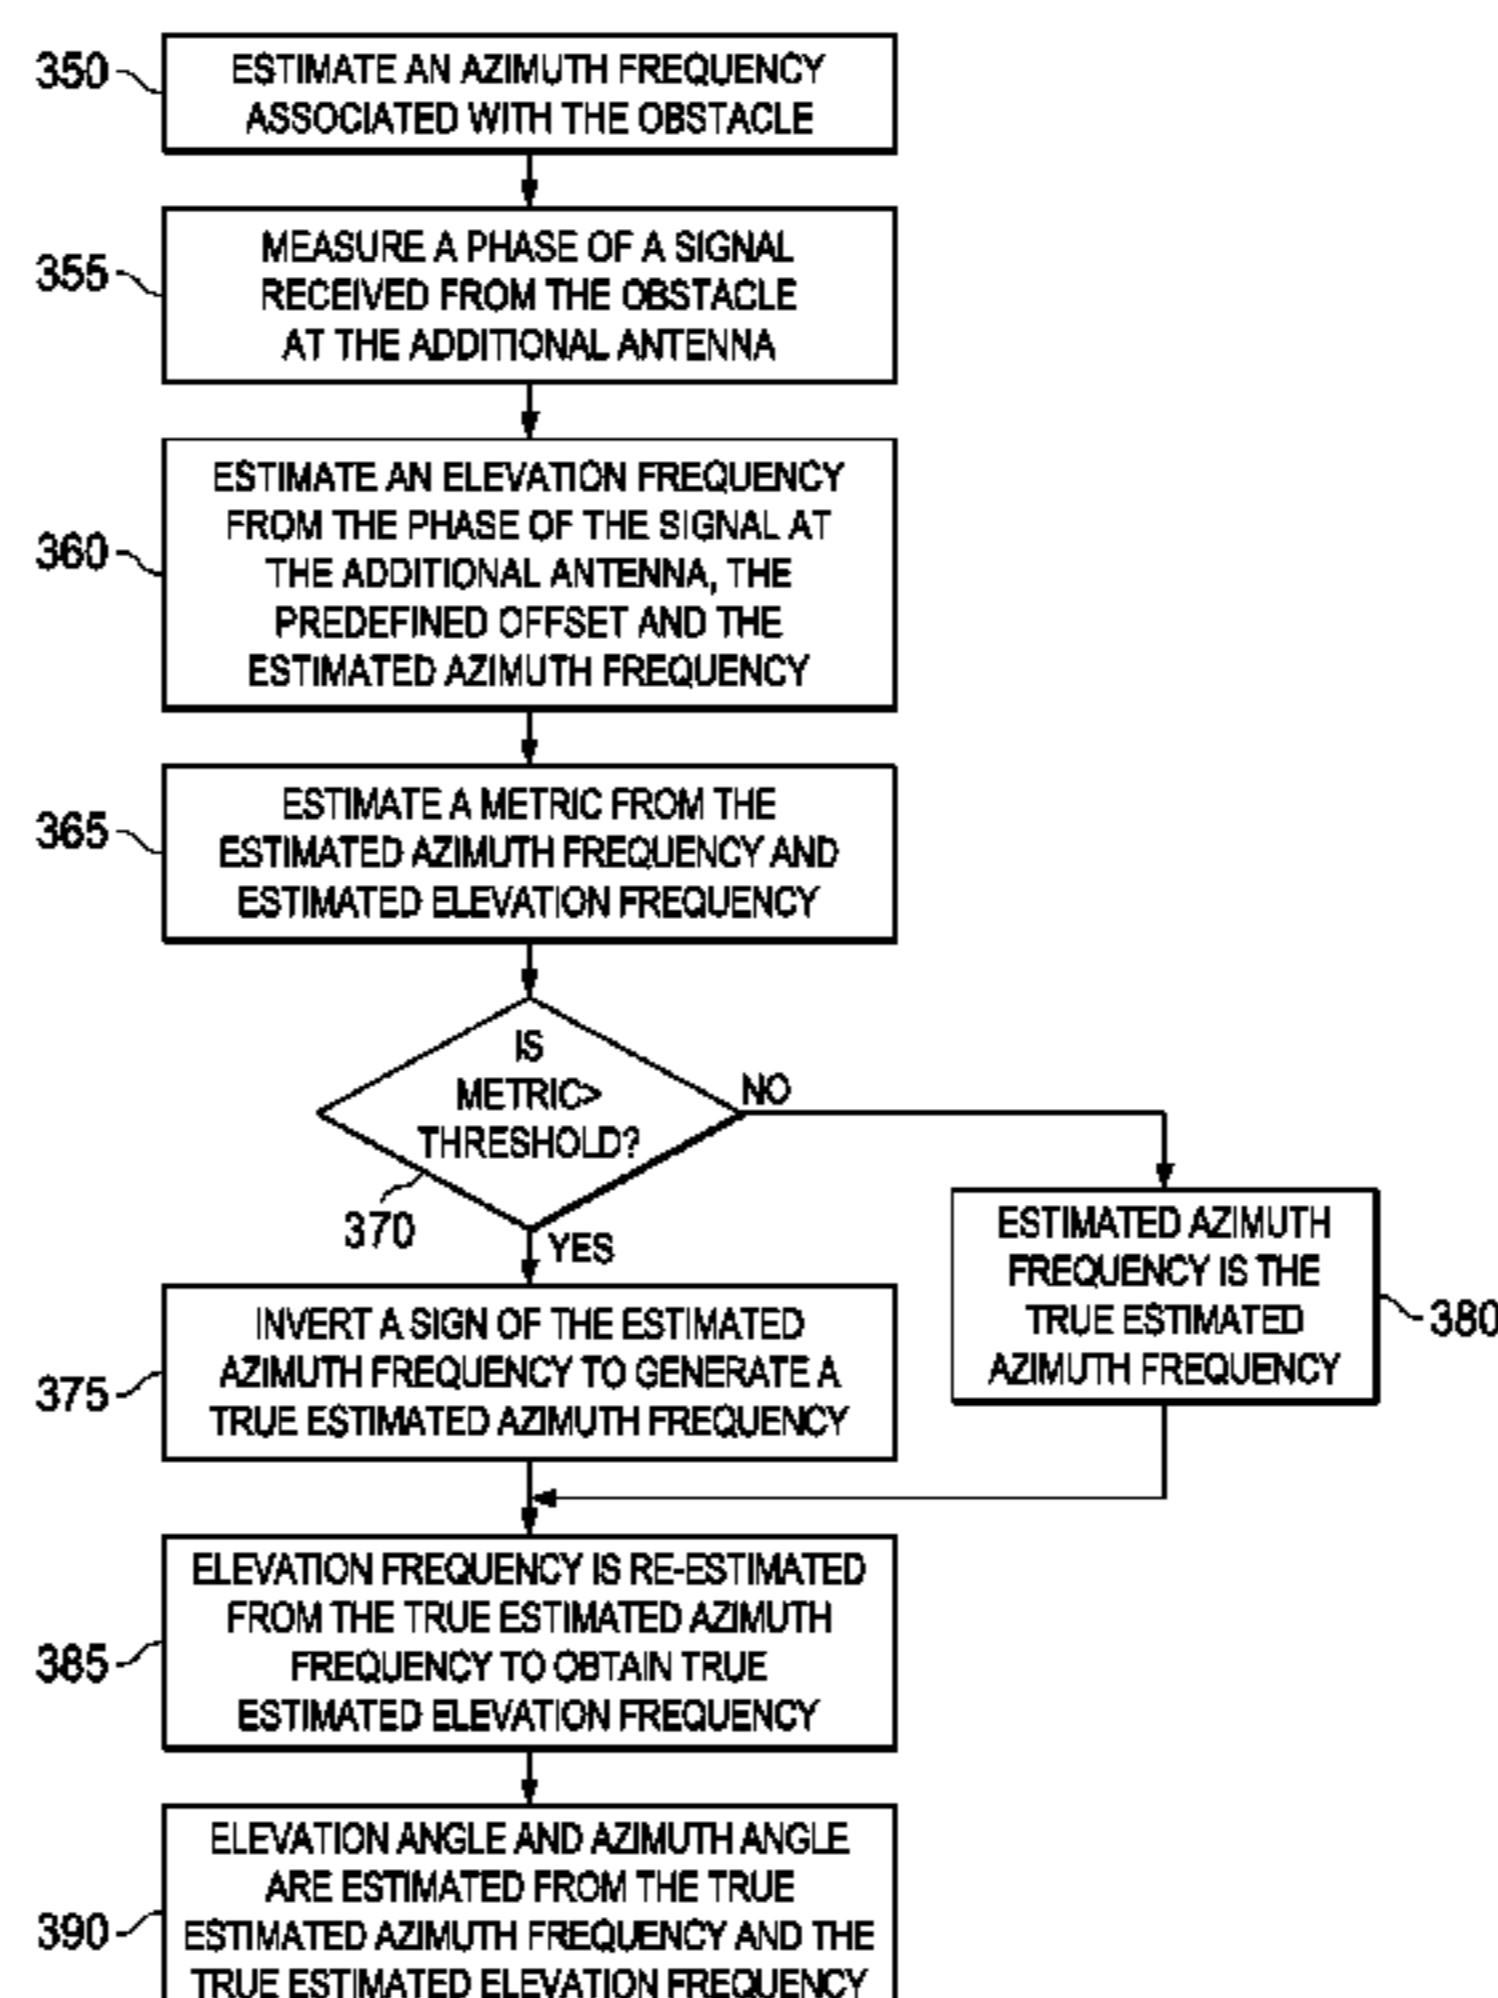 350
ESTIMATE AN AZIMUTH FREQUENCY
ASSOCIATED WITH THE OBSTACLE
355
MEASURE A PHASE OF A SIGNAL
RECEIVED FROM THE OBSTACLE
AT THE ADDITIONAL ANTENNA
360
ESTIMATE AN ELEVATION FREQUENCY
FROM THE PHASE OF THE SIGNAL AT
THE ADDITIONAL ANTENNA, THE
PREDEFINED OFFSET AND THE
ESTIMATED AZIMUTH FREQUENCY
365
ESTIMATE A METRIC FROM THE
ESTIMATED AZIMUTH FREQUENCY AND
ESTIMATED ELEVATION FREQUENCY
IS
METRIC>
THRESHOLD?
370
NO
YES
ESTIMATED AZIMUTH
FREQUENCY IS THE
TRUE ESTIMATED
AZIMUTH FREQUENCY
380
375
INVERT A SIGN OF THE ESTIMATED
AZIMUTH FREQUENCY TO GENERATE A
TRUE ESTIMATED AZIMUTH FREQUENCY
385
ELEVATION FREQUENCY IS RE-ESTIMATED
FROM THE TRUE ESTIMATED AZIMUTH
FREQUENCY TO OBTAIN TRUE
ESTIMATED ELEVATION FREQUENCY
390
ELEVATION ANGLE AND AZIMUTH ANGLE
ARE ESTIMATED FROM THE TRUE
ESTIMATED AZIMUTH FREQUENCY AND THE
TRUE ESTIMATED ELEVATION FREQUENCY